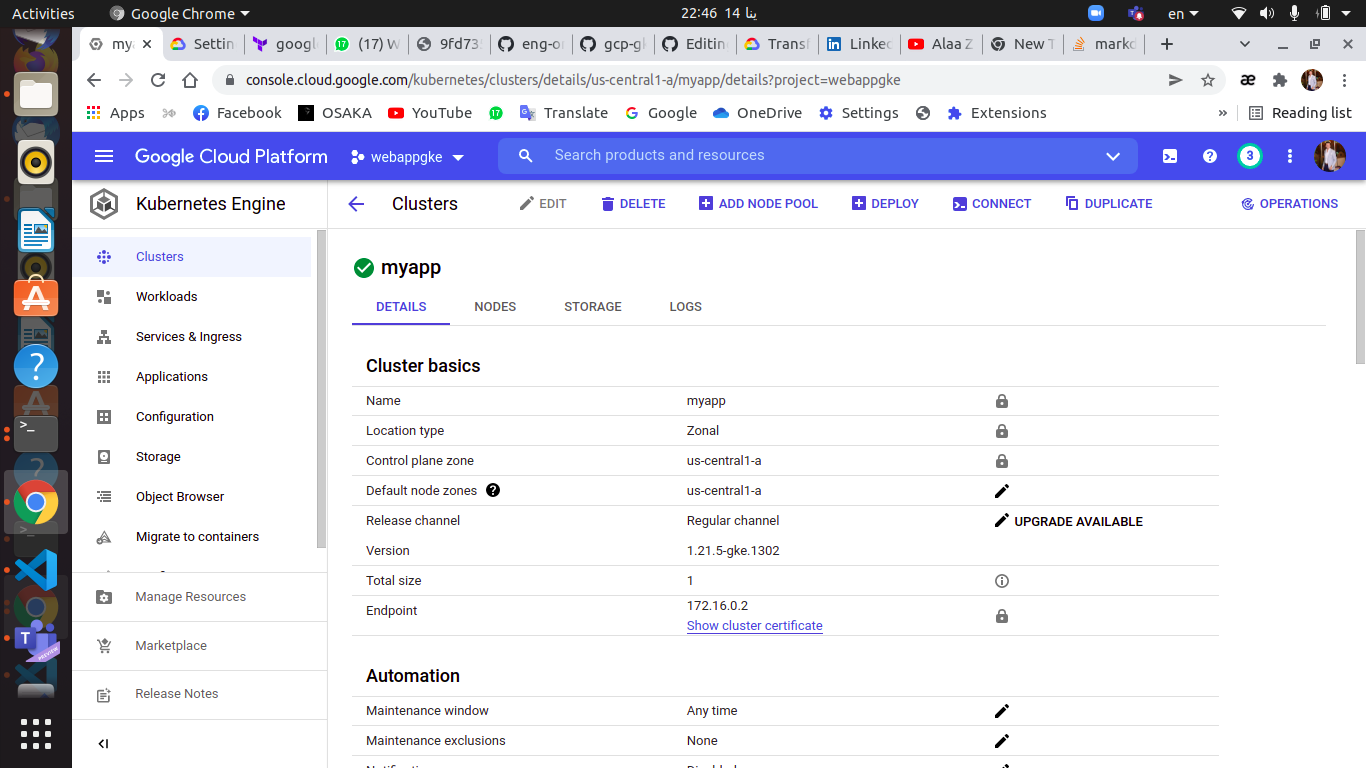 Activities Google Chrome 22:46 14 ينا en
mya Settin googl (17) W 9fd73 eng-o gcp-g Editin Transf Linked Alaa Z New T markd
console.cloud.google.com/kubernetes/clusters/details/us-central1-a/myapp/details?project=webappgke
Apps Facebook OSAKA YouTube 17 Translate Google OneDrive Settings Extensions » Reading list
Google Cloud Platform webappgke Search products and resources 3
Kubernetes Engine
Clusters EDIT DELETE ADD NODE POOL DEPLOY CONNECT DUPLICATE OPERATIONS
Clusters
Workloads
Services & Ingress
Applications
Configuration
Storage
Object Browser
Migrate to containers
Manage Resources
Marketplace
Release Notes
myapp
DETAILS NODES STORAGE LOGS
Cluster basics
Name myapp
Location type Zonal
Control plane zone us-central1-a
Default node zones us-central1-a
Release channel Regular channel UPGRADE AVAILABLE
Version 1.21.5-gke.1302
Total size 1
Endpoint 172.16.0.2
Show cluster certificate
Automation
Maintenance window Any time
Maintenance exclusions None